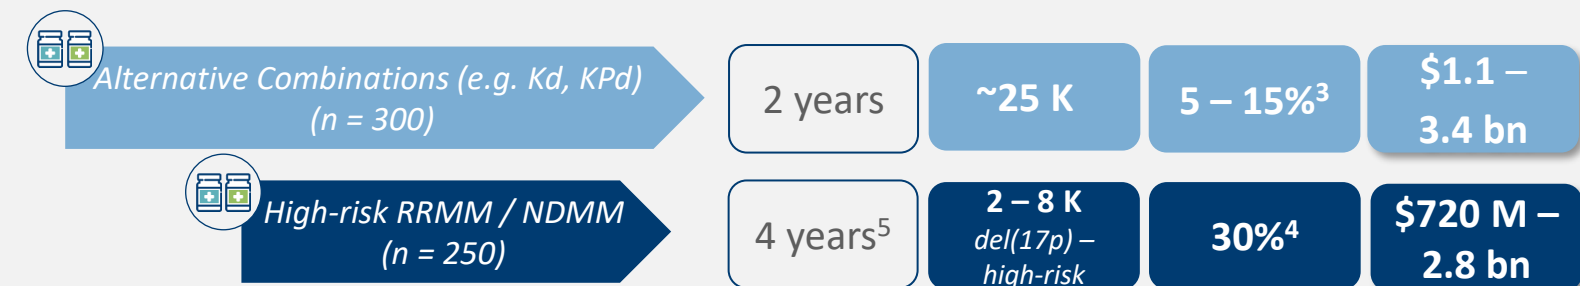 Alternative Combinations (e.g. Kd, KPd)
(n = 300)
2 years
~25 K
5 – 15%³
$1.1 –
3.4 bn
High-risk RRMM / NDMM
(n = 250)
4 years⁵
2 – 8 K
del(17p) –
high-risk
30%⁴
$720 M –
2.8 bn